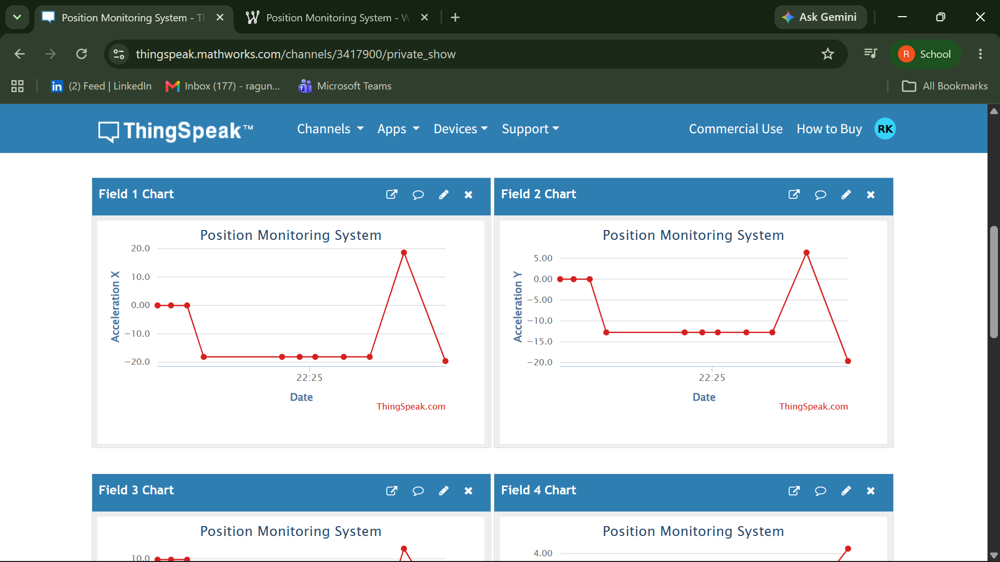 Position Monitoring System - Th
Position Monitoring System - W
Ask Gemini
thingspeak.mathworks.com/channels/3417900/private_show
R School
in (2) Feed | LinkedIn
Inbox (177) - ragun...
Microsoft Teams
All Bookmarks
ThingSpeak™
Channels
Apps
Devices
Support
Commercial Use
How to Buy
RK
Field 1 Chart
Position Monitoring System
Acceleration X
20.0
10.0
0.00
−10.0
−20.0
22:25
Date
ThingSpeak.com
Field 2 Chart
Position Monitoring System
Acceleration Y
5.00
0.00
−5.00
−10.0
−15.0
−20.0
22:25
Date
ThingSpeak.com
Field 3 Chart
Position Monitoring System
10.0
Field 4 Chart
Position Monitoring System
4.00